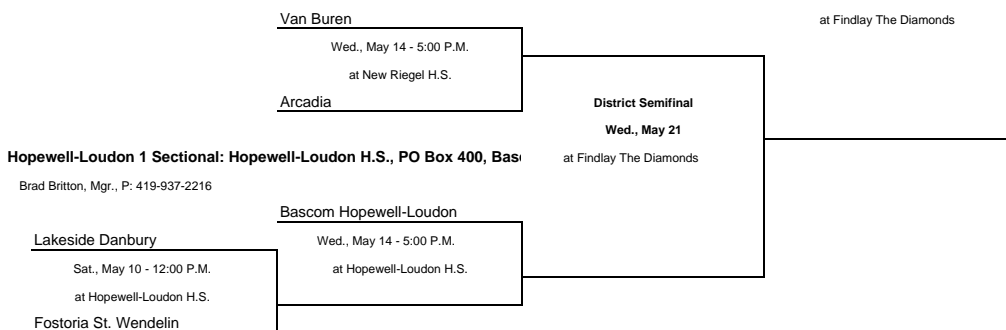 Van Buren
at Findlay The Diamonds
Wed., May 14 - 5:00 P.M.
at New Riegel H.S.
Arcadia
District Semifinal
Wed., May 21
Hopewell-Loudon 1 Sectional: Hopewell-Loudon H.S., PO Box 400,
at Findlay The Diamonds
Brad Britton, Mgr., P: 419-937-2216
Bascom Hopewell-Loudon
Lakeside Danbury
Wed., May 14 - 5:00 P.M.
Sat., May 10 - 12:00 P.M.
at Hopewell-Loudon H.S.
at Hopewell-Loudon H.S.
Fostoria St. Wendelin